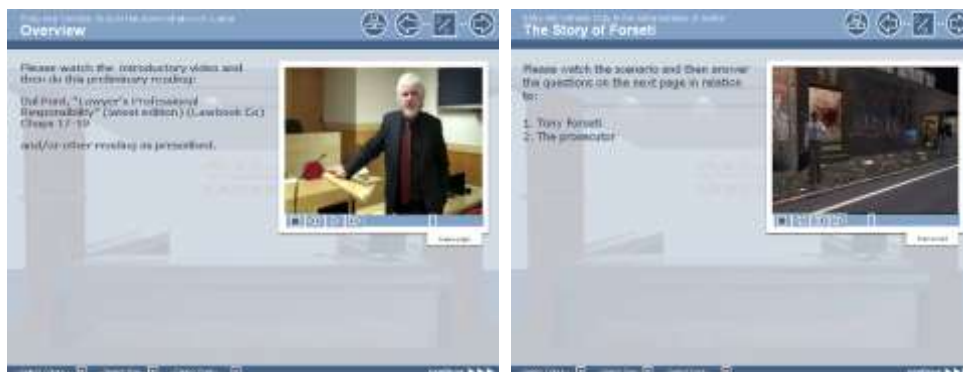 Overview
Please watch the introductory video and
then do this preliminary reading:
Dal Pont, "Lawyer's Professional
Responsibility" (latest edition) (Lawbook Co)
Chaps 17-19
and/or other reading as prescribed.
transcript
The Story of Forseti
Please watch the scenario and then answer
the questions on the next page in relation
to:
1. Tony Forseti
2. The prosecutor
transcript